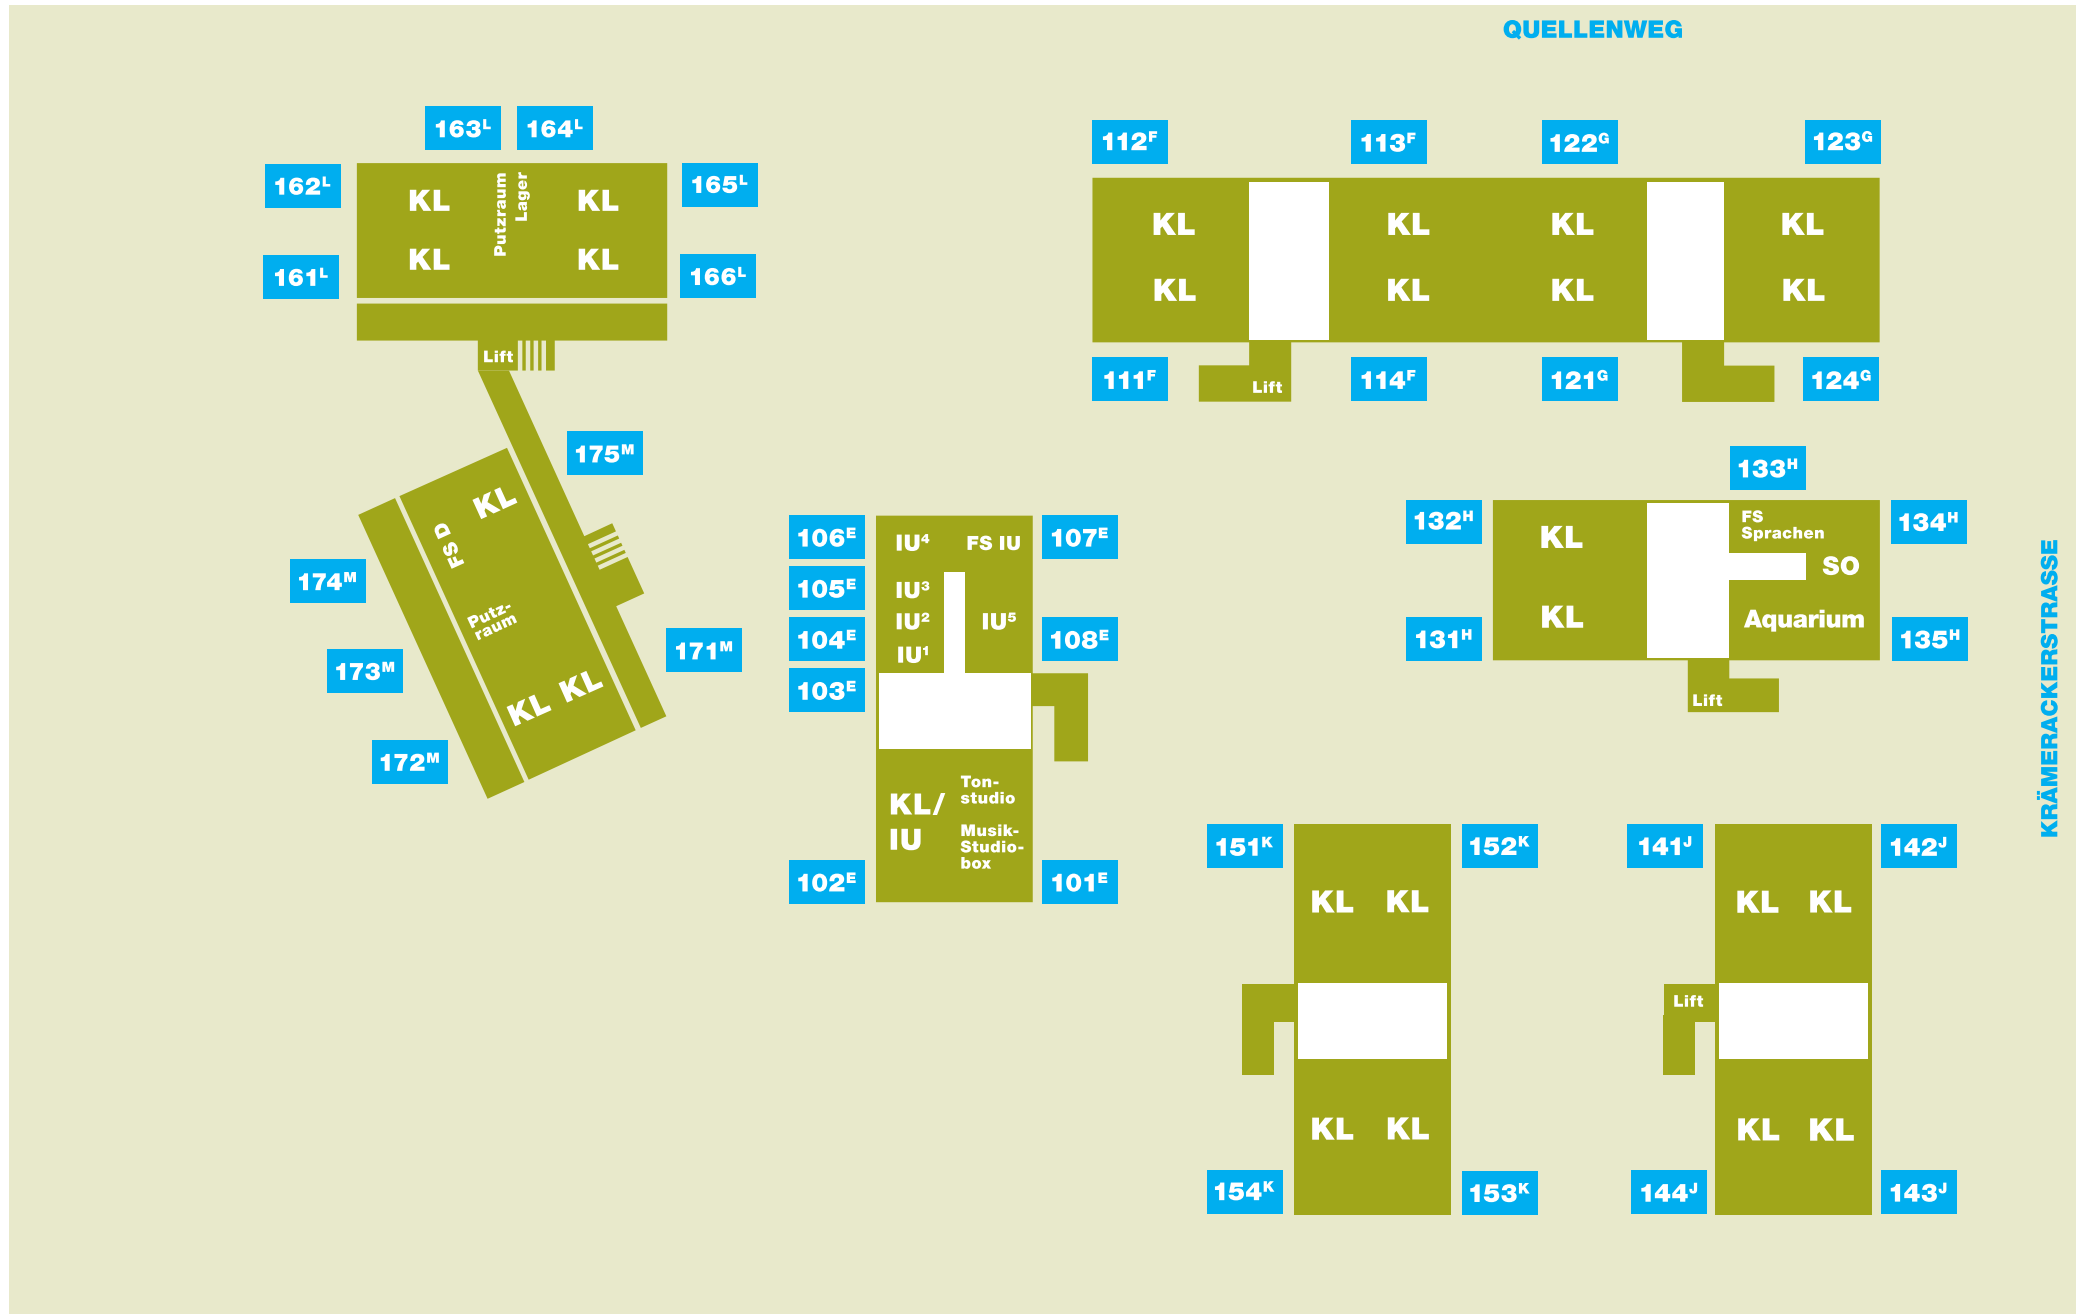 QUELLENWEG
163L 164L
162L
165L
161L
166L
KL
Putzraum
Lager
KL
KL
KL
Lift
112F
113F
122G
123G
KL
KL
KL
KL
KL
KL
KL
KL
111F
Lift
114F
121G
124G
175M
174M
173M
172M
171M
FS D
KL
Putz-
raum
KL KL
106E
105E
104E
103E
102E
107E
108E
101E
IU4
FS IU
IU3
IU2
IU5
IU1
KL/
IU
Ton-
studio
Musik-
Studio-
box
133H
132H
134H
131H
135H
KL
FS
Sprachen
SO
KL
Aquarium
Lift
KRÄMERACKERSTRASSE
151K
152K
KL KL
KL KL
154K
153K
141J
142J
KL KL
Lift
KL KL
144J
143J